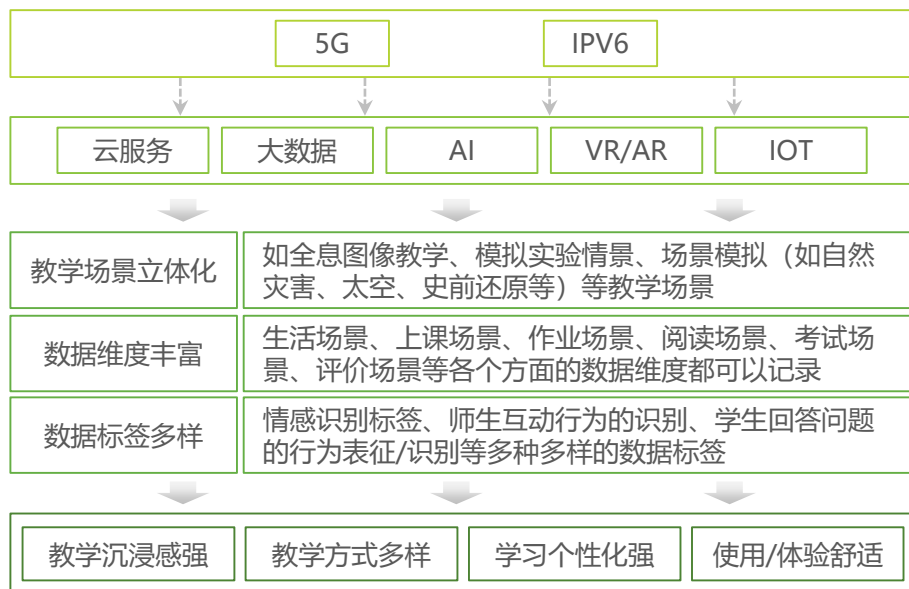 5G
IPV6
云服务
大数据
AI
VR/AR
IOT
教学场景立体化
如全息图像教学、模拟实验情景、场景模拟（如自然
灾害、太空、史前还原等）等教学场景
数据维度丰富
生活场景、上课场景、作业场景、阅读场景、考试场
景、评价场景等各个方面的数据维度都可以记录
数据标签多样
情感识别标签、师生互动行为的识别、学生回答问题
的行为表征/识别等多种多样的数据标签
教学沉浸感强
教学方式多样
学习个性化强
使用/体验舒适